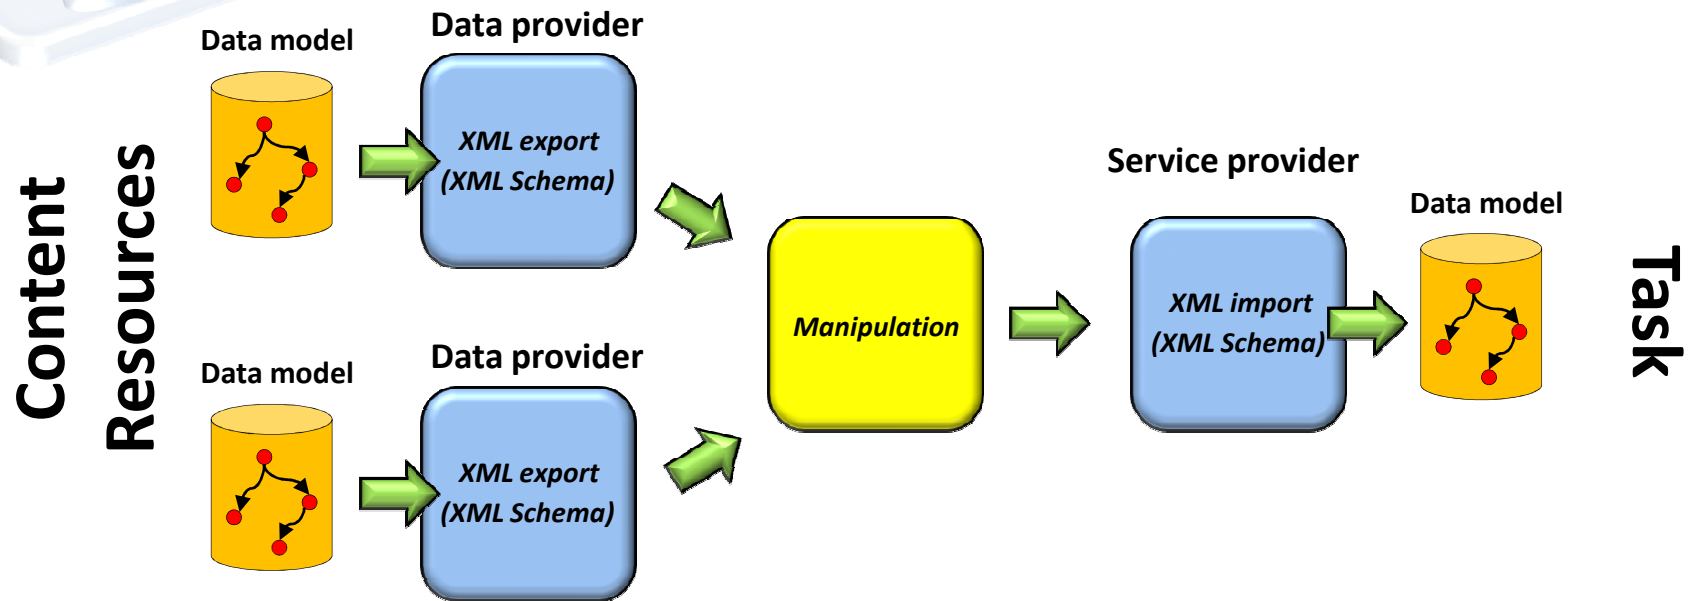 Content
Resources
Data model
Data provider
XML export
(XML Schema)
Data model
Data provider
XML export
(XML Schema)
Manipulation
Service provider
XML import
(XML Schema)
Data model
Task